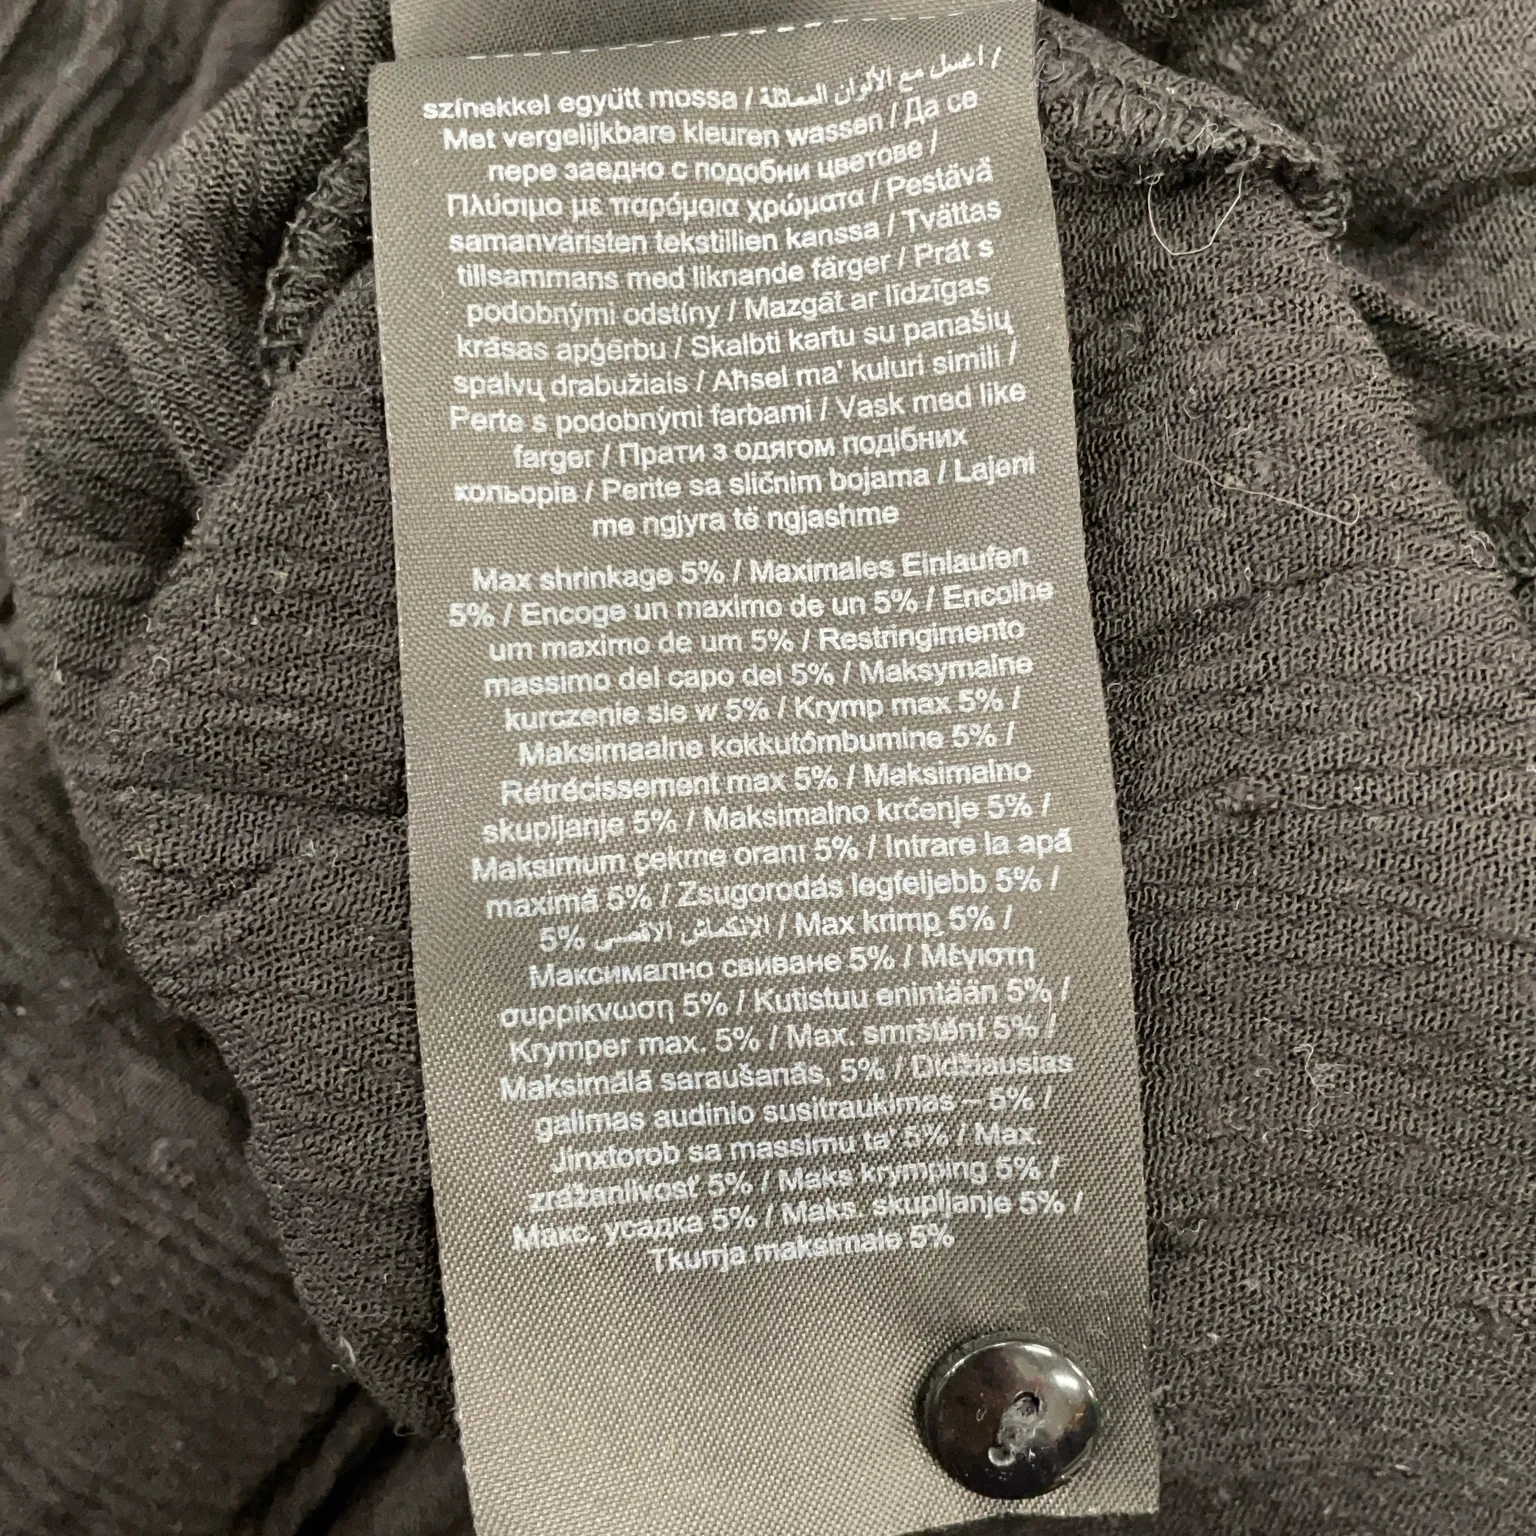 színekkel együtt mossa / اغسل مع الألوان المماثلة /
Met vergelijkbare kleuren wassen / Да се
пере заедно с подобни цветове /
Πλύσιμο με παρόμοια χρώματα / Pestävä
samanväristen tekstiilien kanssa / Tvättas
tillsammans med liknande färger / Prát s
podobnými odstíny / Mazgāt ar līdzīgas
krāsas apģērbu / Skalbti kartu su panašių
spalvų drabužiais / Aħsel ma' kuluri simili /
Perte s podobnými farbami / Vask med like
farger / Прати з одягом подібних
кольорів / Perite sa sličnim bojama / Lajeni
me ngjyra të ngjashme
Max shrinkage 5% / Maximales Einlaufen
5% / Encoge un maximo de un 5% / Encolhe
um maximo de um 5% / Restringimento
massimo del capo del 5% / Maksymalne
kurczenie sie w 5% / Krymp max 5% /
Maksimaalne kokkutõmbumine 5% /
Rétrécissement max 5% / Maksimalno
skupljanje 5% / Maksimalno krčenje 5% /
Maksimum çekme oranı 5% / Intrare la apă
maximă 5% / Zsugorodás legfeljebb 5% /
الإنكماش الأقصى 5% / Max krimp 5% /
Максимално свиване 5% / Μέγιστη
συρρίκνωση 5% / Kutistuu enintään 5% /
Krymper max. 5% / Max. smrštění 5% /
Maksimālā saraušanās, 5% / Didžiausias
galimas audinio susitraukimas – 5% /
Jinxtorob sa massimu ta' 5% / Max.
zrážanlivosť 5% / Maks krymping 5% /
Макс. усадка 5% / Maks. skupljanje 5% /
Tkurrja maksimale 5%